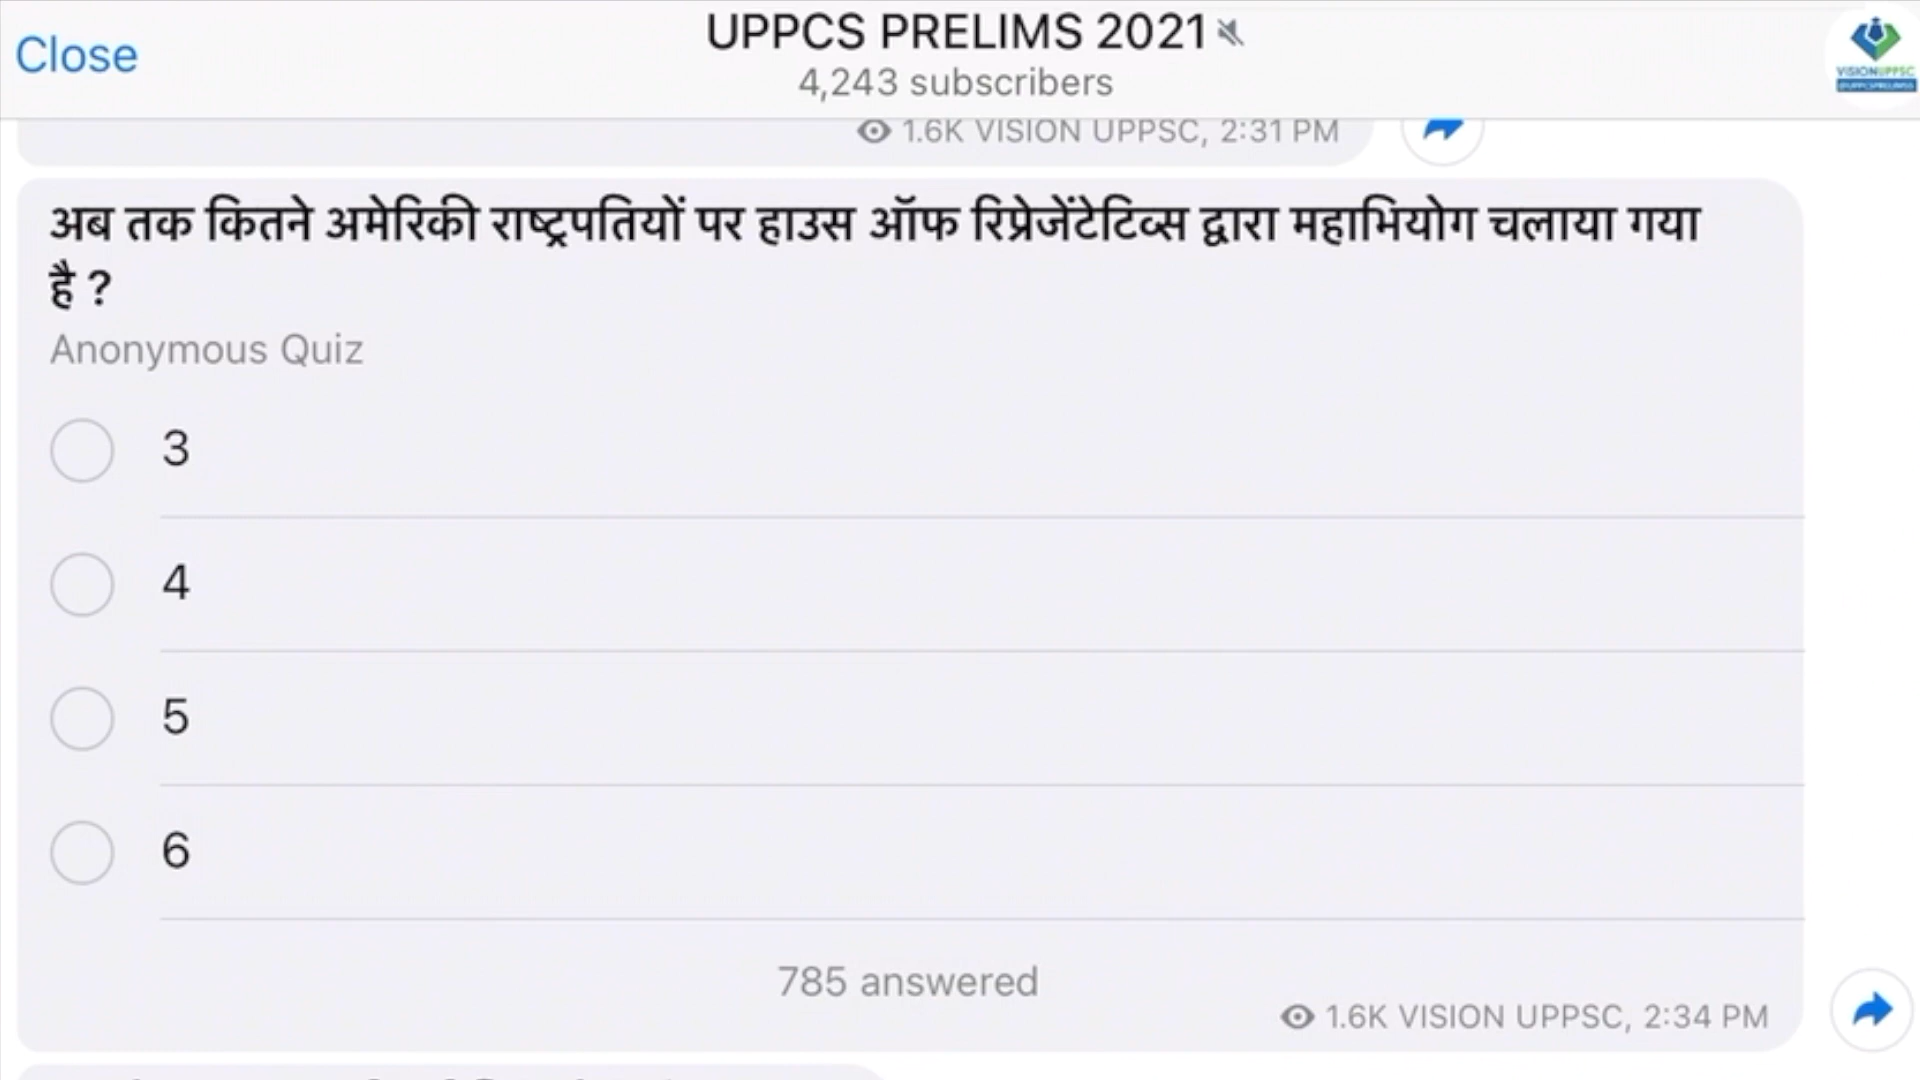 Close
UPPCS PRELIMS 2021
4,243 subscribers
VISIONUPPSC
1.6K VISION UPPSC, 2:31 PM
अब तक कितने अमेरिकी राष्ट्रपतियों पर हाउस ऑफ रिप्रेजेंटेटिव्स द्वारा महाभियोग चलाया गया
है ?
Anonymous Quiz
3
4
5
6
785 answered
1.6K VISION UPPSC, 2:34 PM